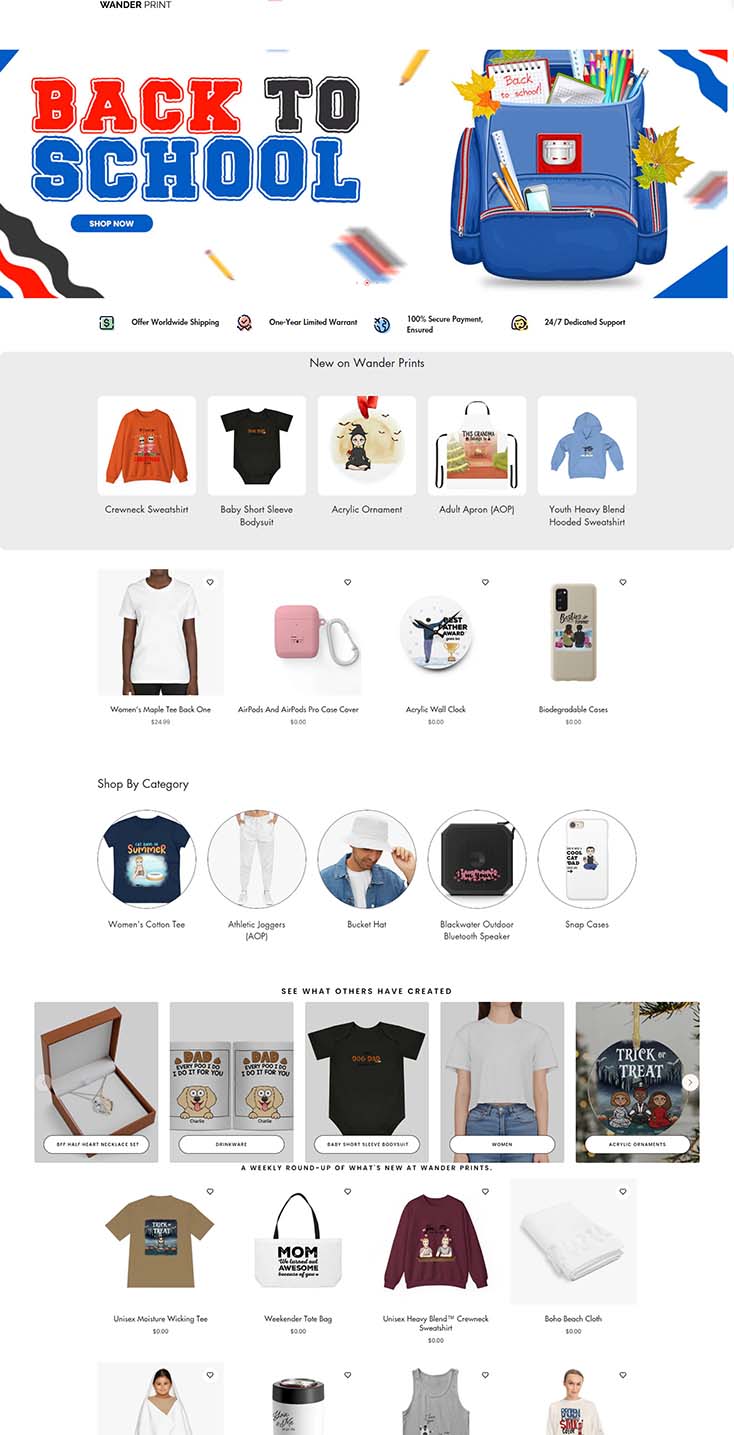 WANDER PRINT
BACK TO
SCHOOL
SHOP NOW
Back
to school!
Offer Worldwide Shipping
One-Year Limited Warrant
100% Secure Payment,
Ensured
24/7 Dedicated Support
New on Wander Prints
THIS GRANDMA
Belongs to
Crewneck Sweatshirt
Baby Short Sleeve
Bodysuit
Acrylic Ornament
Adult Apron (AOP)
Youth Heavy Blend
Hooded Sweatshirt
BEST
FATHER
AWARD
goes to
Besties
Women's Maple Tee Back One
$24.99
AirPods And AirPods Pro Case Cover
$0.00
Acrylic Wall Clock
$0.00
Biodegradable Cases
$0.00
Shop By Category
SUMMER
COOL
CAT
DAD
Women's Cotton Tee
Athletic Joggers
(AOP)
Bucket Hat
Blackwater Outdoor
Bluetooth Speaker
Snap Cases
SEE WHAT OTHERS HAVE CREATED
DAD
EVERY POO I DO
I DO IT FOR YOU
Charlie
DAD
EVERY POO I DO
I DO IT FOR YOU
Charlie
DOG DAD
TRICK OR
TREAT
BFF HALF HEART NECKLACE SET
DRINKWARE
BABY SHORT SLEEVE BODYSUIT
WOMEN
ACRYLIC ORNAMENTS
A WEEKLY ROUND-UP OF WHAT'S NEW AT WANDER PRINTS.
TRICK OR
TREAT
MOM
We turned out
AWESOME
because of you
Unisex Moisture Wicking Tee
$0.00
Weekender Tote Bag
$0.00
Unisex Heavy Blend™ Crewneck
Sweatshirt
$0.00
Boho Beach Cloth
$0.00